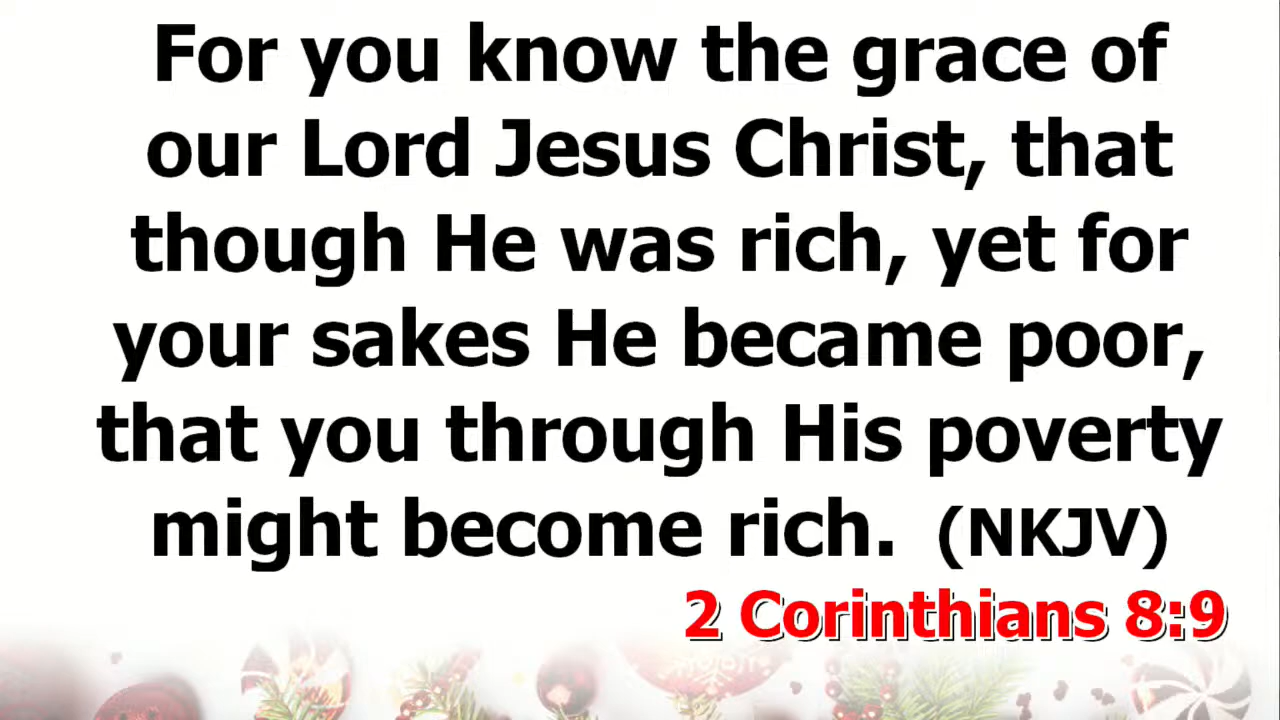 For you know the grace of
our Lord Jesus Christ, that
though He was rich, yet for
your sakes He became poor,
that you through His poverty
might become rich. (NKJV)
2 Corinthians 8:9